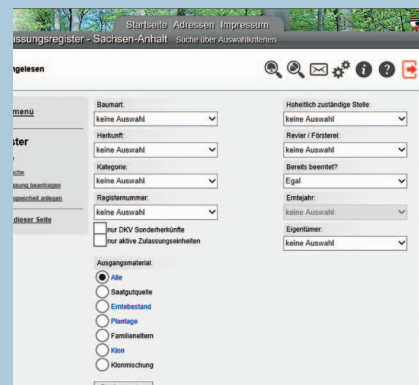 Startseite Adressen Impressum
ssungsregister - Sachsen-Anhalt Suche über Auswahlkriterien
ngelesen
menü
ster
che
ssung beantragen
ngseinheit anlegen
dieser Seite
Baumart:
keine Auswahl
Herkunft:
keine Auswahl
Kategorie:
keine Auswahl
Registernummer:
keine Auswahl
nur DKV Sonderherkünfte
nur aktive Zulassungseinheiten
Ausgangsmaterial:
Alle
Saatgutquelle
Erntebestand
Plantage
Familieneltern
Klon
Klonmischung
Hoheitlich zuständige Stelle:
keine Auswahl
Revier / Försterei:
keine Auswahl
Bereits beerntet?
Egal
Erntejahr:
keine Auswahl
Eigentümer:
keine Auswahl